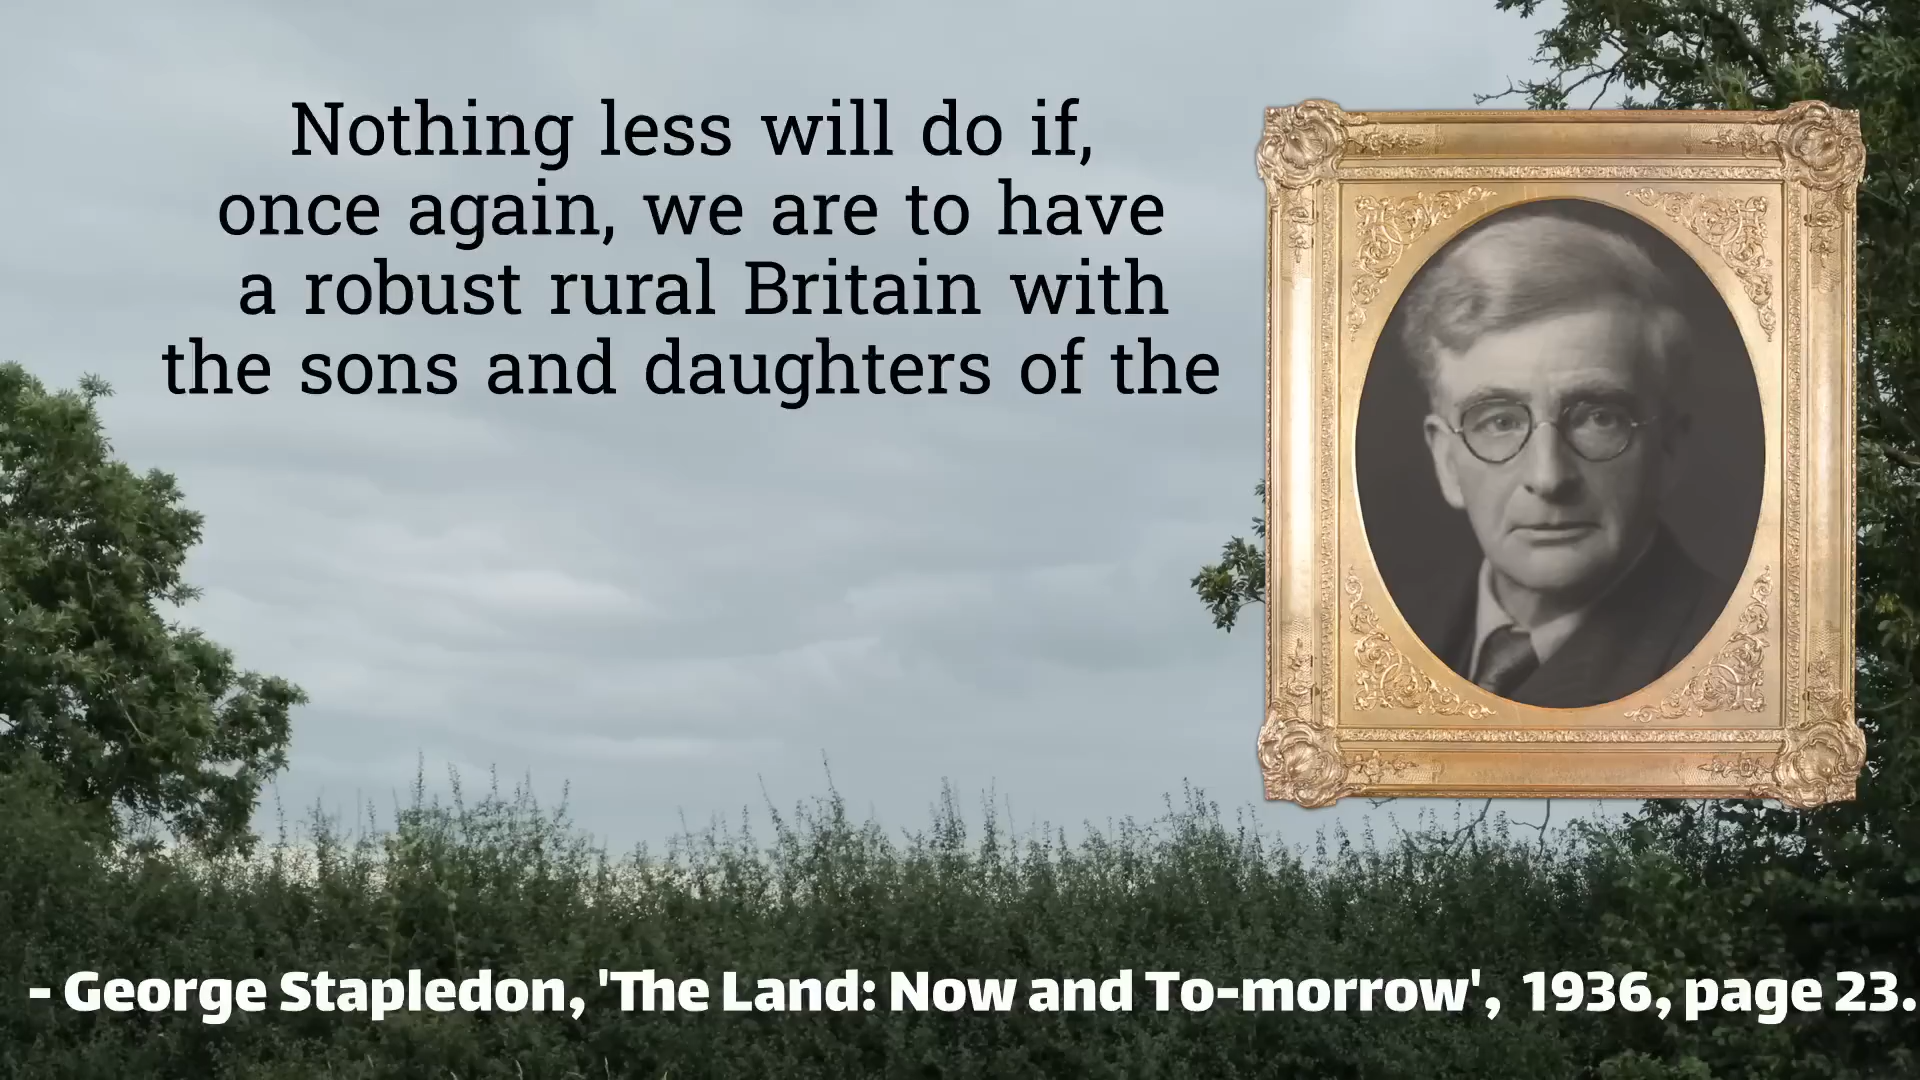 Nothing less will do if,
once again, we are to have
a robust rural Britain with
the sons and daughters of the
- George Stapledon, 'The Land: Now and To-morrow', 1936, page 23.